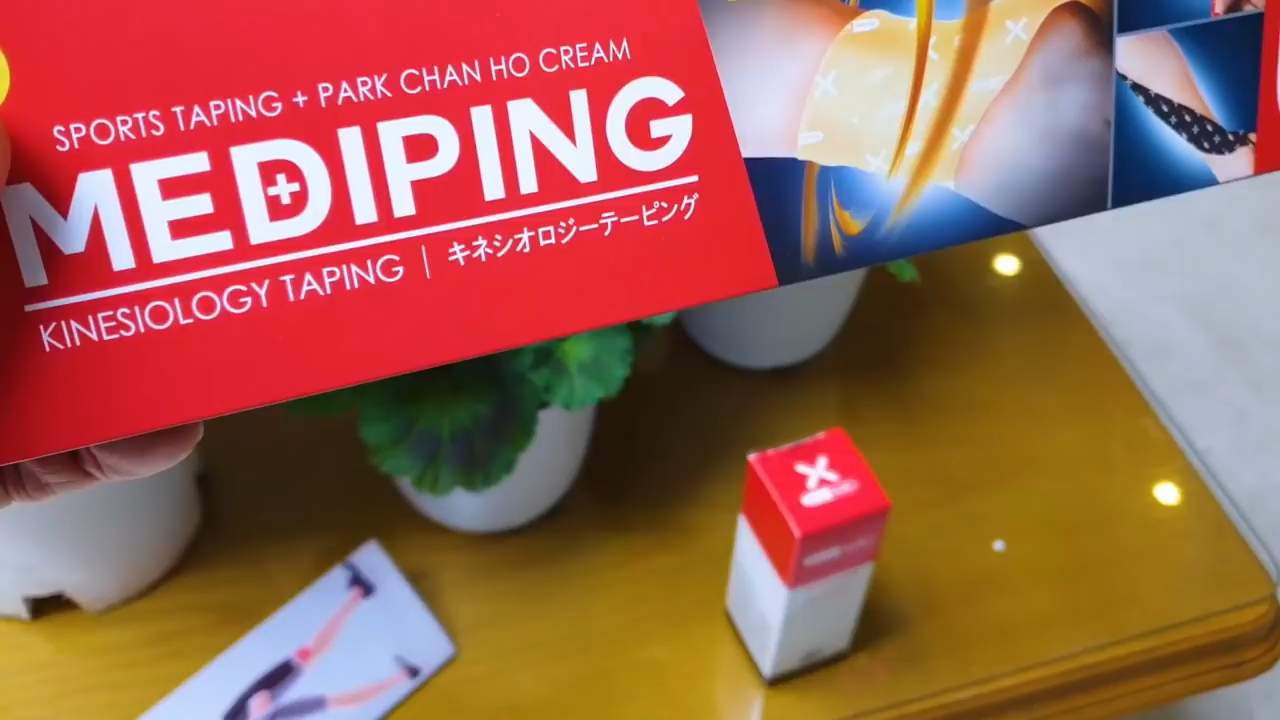 SPORTS TAPING + PARK CHAN HO CREAM
MEDIPING
KINESIOLOGY TAPING | キネシオロジーテーピング